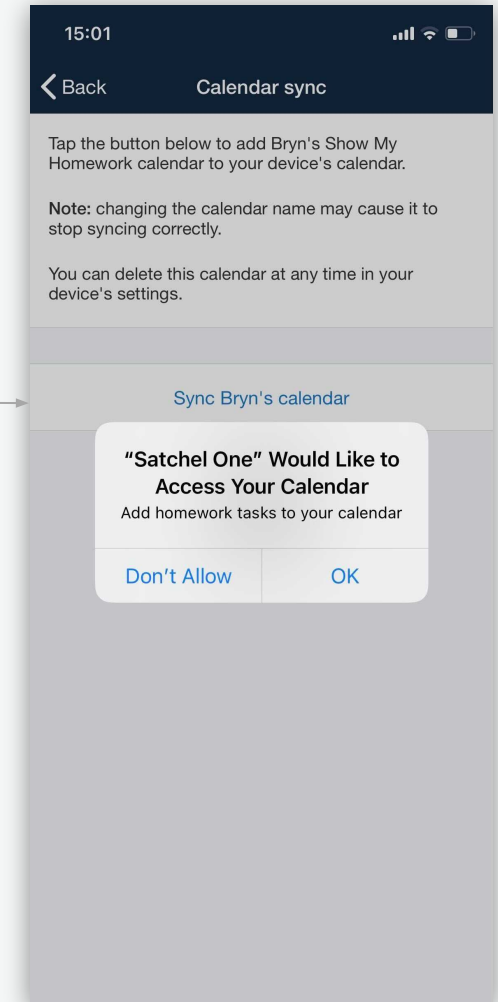 15:01
Back
Calendar sync
Tap the button below to add Bryn's Show My
Homework calendar to your device's calendar.
Note: changing the calendar name may cause it to
stop syncing correctly.
You can delete this calendar at any time in your
device's settings.
Sync Bryn's calendar
“Satchel One” Would Like to
Access Your Calendar
Add homework tasks to your calendar
Don’t Allow
OK